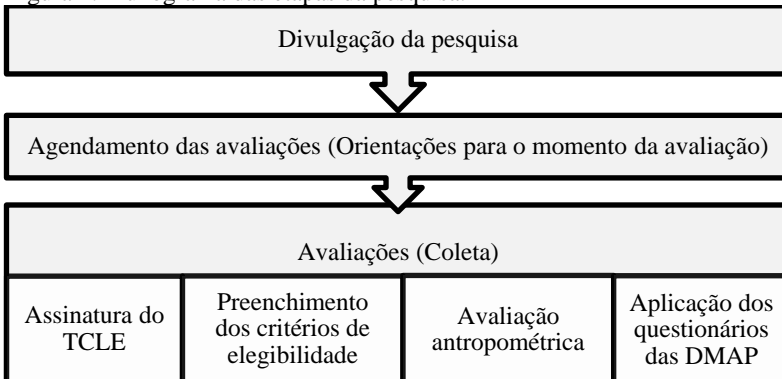 Divulgação da pesquisa
Agendamento das avaliações (Orientações para o momento da avaliação)
Avaliações (Coleta)
Assinatura do
TCLE
Preenchimento
dos critérios de
elegibilidade
Avaliação
antropométrica
Aplicação dos
questionários
das DMAP